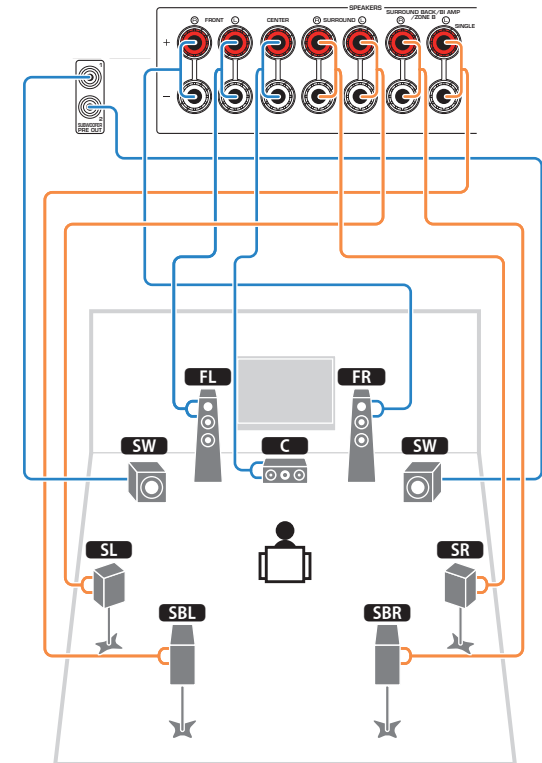 SPEAKERS
R FRONT L
CENTER
R SURROUND L
SURROUND BACK/BI AMP
/ZONE B
R L
SINGLE
+
−
1
2
SUBWOOFER
PRE OUT
FL
FR
SW
C
SW
SL
SR
SBL
SBR